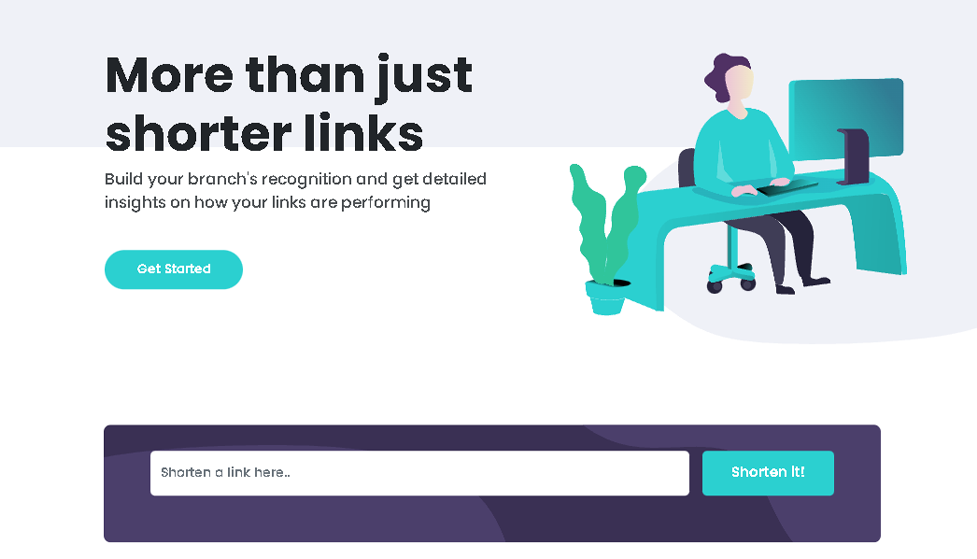 More than just
shorter links
Build your branch's recognition and get detailed
insights on how your links are performing
Get Started
Shorten a link here..
Shorten it!